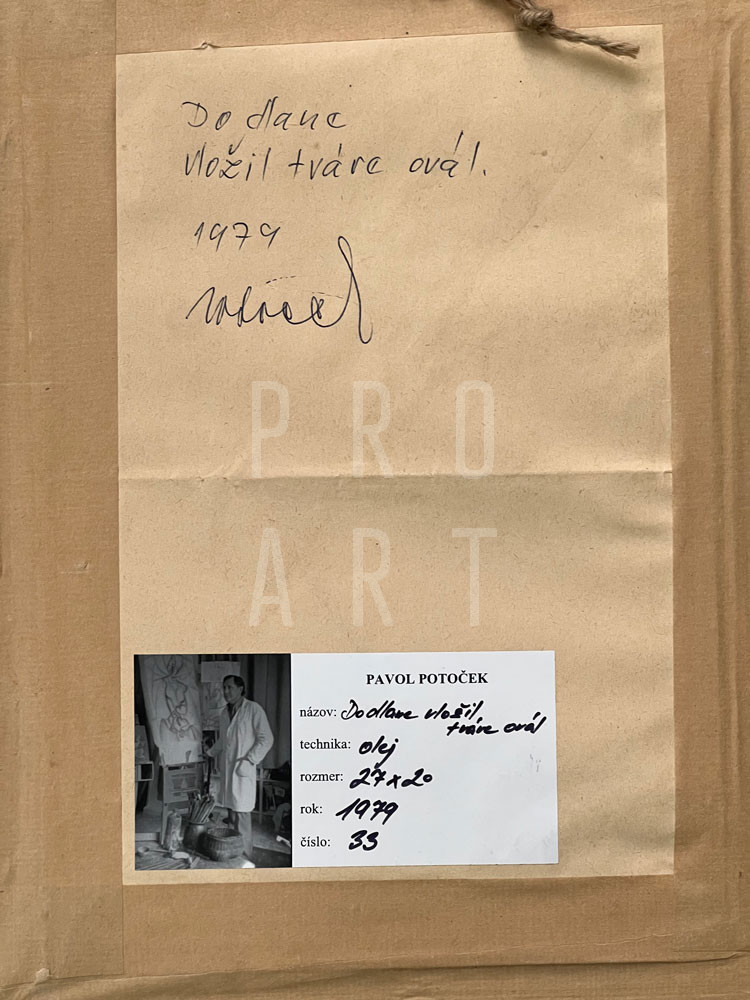 Do dlane
vložil tváre ovál.
1979
Potoček
PRO
ART
PAVOL POTOČEK
názov: Do dlane vložil
tváre ovál
technika: olej
rozmer: 27x20
rok: 1979
číslo: 33